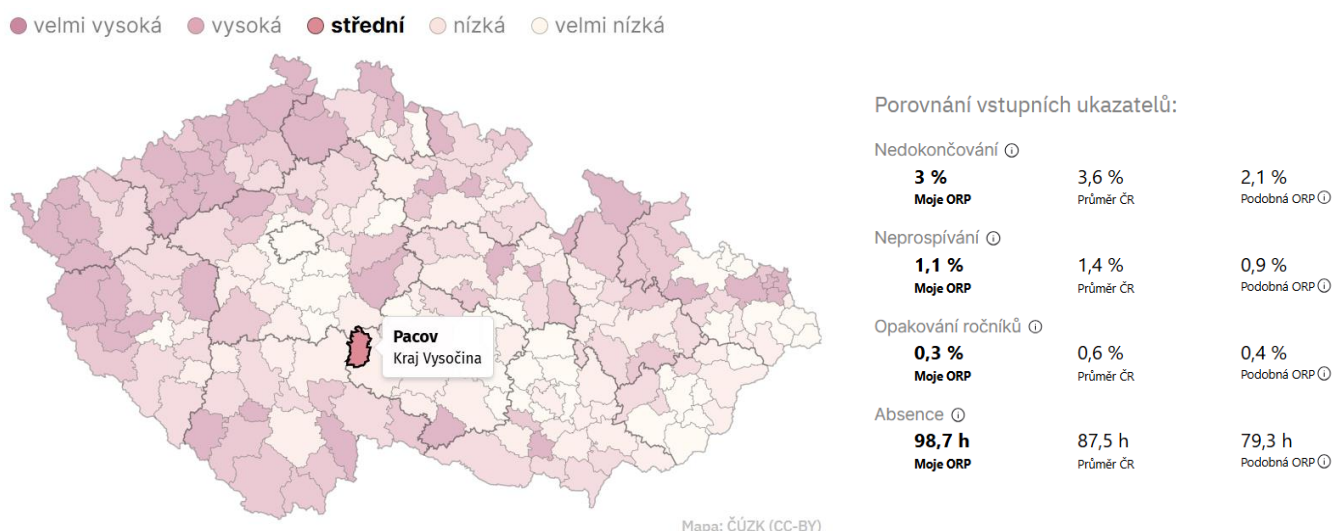 velmi vysoká vysoká střední nízká velmi nízká
Pacov
Kraj Vysočina
Mapa: ČÚZK (CC-BY)
Porovnání vstupních ukazatelů:
Nedokončování
3 % 3,6 % 2,1 %
Moje ORP Průměr ČR Podobná ORP
Neprospívání
1,1 % 1,4 % 0,9 %
Moje ORP Průměr ČR Podobná ORP
Opakování ročníků
0,3 % 0,6 % 0,4 %
Moje ORP Průměr ČR Podobná ORP
Absence
98,7 h 87,5 h 79,3 h
Moje ORP Průměr ČR Podobná ORP